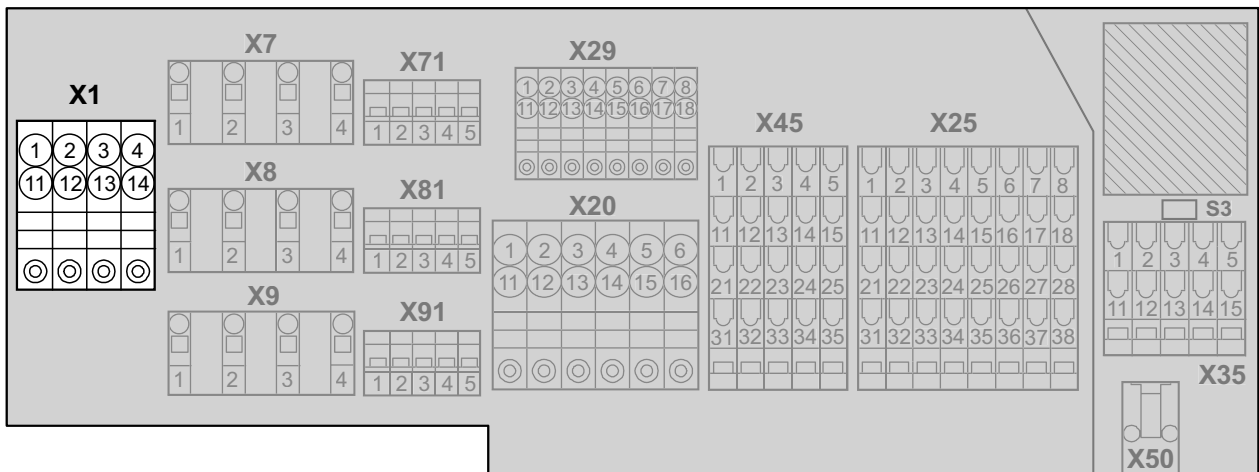 X1
1 2 3 4
11 12 13 14
X7
1 2 3 4
X8
1 2 3 4
X9
1 2 3 4
X71
1 2 3 4 5
X81
1 2 3 4 5
X91
1 2 3 4 5
X29
1 2 3 4 5 6 7 8
11 12 13 14 15 16 17 18
X20
1 2 3 4 5 6
11 12 13 14 15 16
X45
1 2 3 4 5
11 12 13 14 15
21 22 23 24 25
31 32 33 34 35
X25
1 2 3 4 5 6 7 8
11 12 13 14 15 16 17 18
21 22 23 24 25 26 27 28
31 32 33 34 35 36 37 38
S3
1 2 3 4 5
11 12 13 14 15
X35
X50